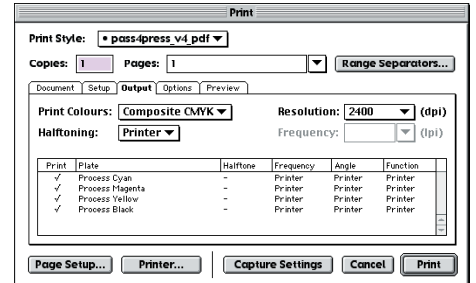 Print
Print Style: • pass4press_v4_pdf
Copies: 1 Pages: 1 Range Separators...
Document Setup Output Options Preview
Print Colours: Composite CMYK Resolution: 2400 (dpi)
Halftoning: Printer Frequency: (lpi)
Print Plate Halftone Frequency Angle Function
✓ Process Cyan – Printer Printer Printer
✓ Process Magenta – Printer Printer Printer
✓ Process Yellow – Printer Printer Printer
✓ Process Black – Printer Printer Printer
Page Setup... Printer... Capture Settings Cancel Print